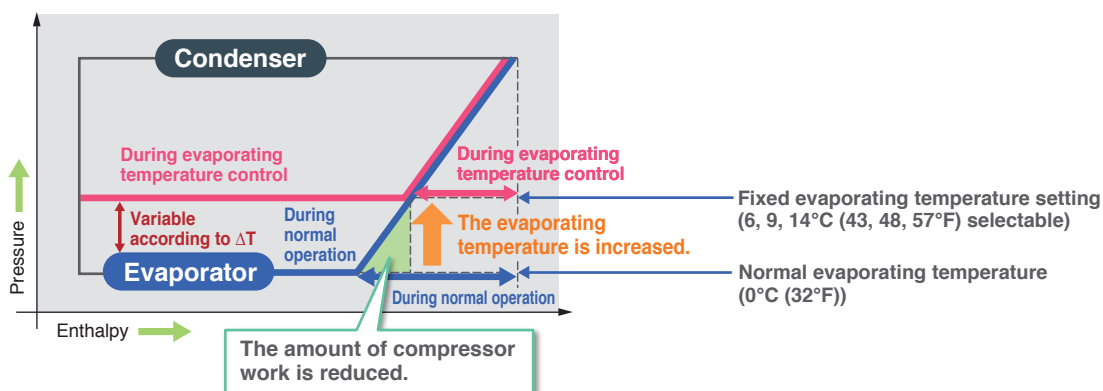 Condenser
During evaporating
temperature control
During evaporating
temperature control
Fixed evaporating temperature setting
(6, 9, 14°C (43, 48, 57°F) selectable)
Variable
according to ΔT
During
normal
operation
The evaporating
temperature is increased.
Evaporator
Normal evaporating temperature
(0°C (32°F))
During normal operation
Pressure
Enthalpy
The amount of compressor
work is reduced.